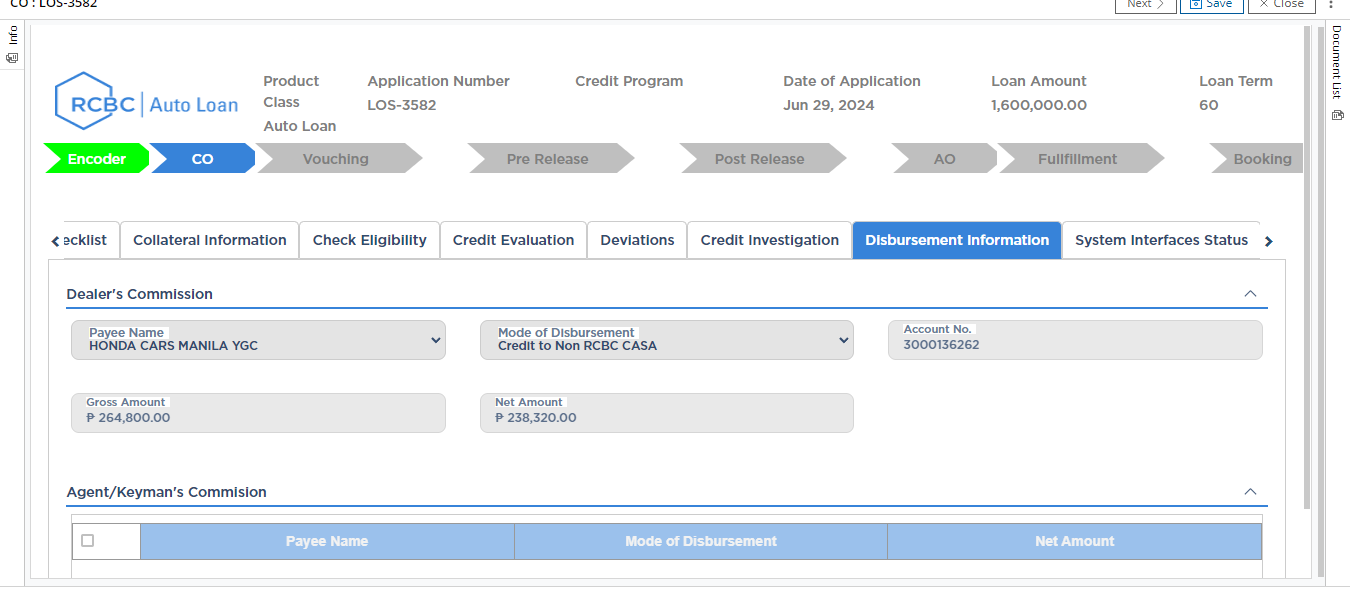 CO : LOS-3582
Next
Save
Close
Info
Document List
RCBC Auto Loan
Product Class
Auto Loan
Application Number
LOS-3582
Credit Program
Date of Application
Jun 29, 2024
Loan Amount
1,600,000.00
Loan Term
60
Encoder
CO
Vouching
Pre Release
Post Release
AO
Fullfillment
Booking
ecklist
Collateral Information
Check Eligibility
Credit Evaluation
Deviations
Credit Investigation
Disbursement Information
System Interfaces Status
Dealer's Commission
Payee Name
HONDA CARS MANILA YGC
Mode of Disbursement
Credit to Non RCBC CASA
Account No.
3000136262
Gross Amount
₱ 264,800.00
Net Amount
₱ 238,320.00
Agent/Keyman's Commision
Payee Name
Mode of Disbursement
Net Amount